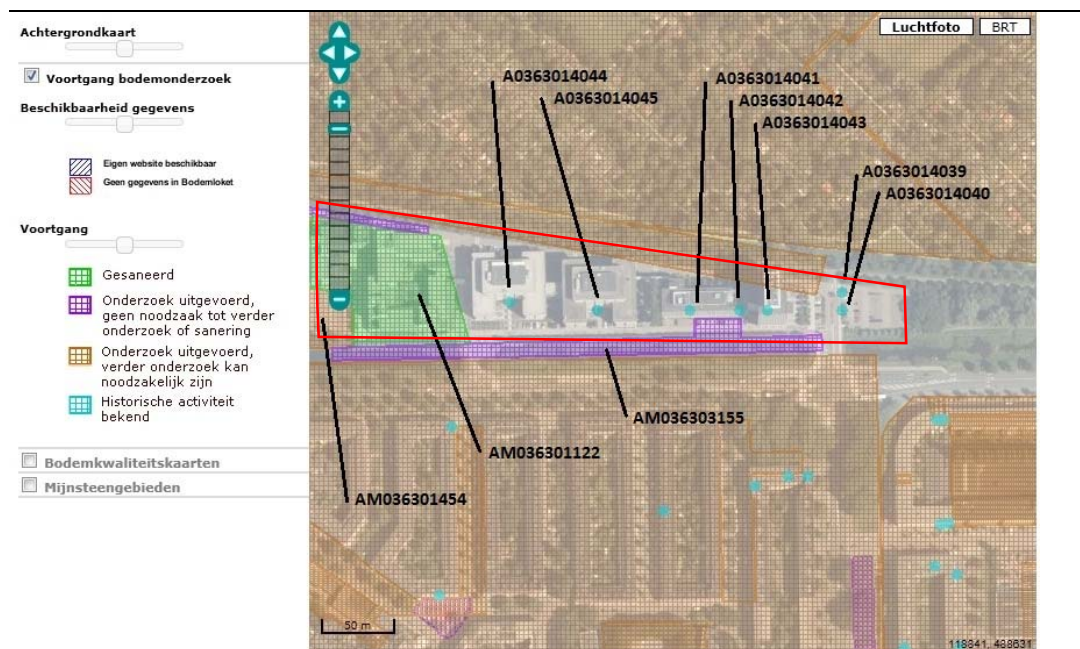 Achtergrondkaart
Voortgang bodemonderzoek
Beschikbaarheid gegevens
Eigen website beschikbaar
Geen gegevens in Bodemloket
Voortgang
Gesaneerd
Onderzoek uitgevoerd,
geen noodzaak tot verder
onderzoek of sanering
Onderzoek uitgevoerd,
verder onderzoek kan
noodzakelijk zijn
Historische activiteit
bekend
Bodemkwaliteitskaarten
Mijnsteengebieden
Luchtfoto
BRT
A0363014044
A0363014045
A0363014041
A0363014042
A0363014043
A0363014039
A0363014040
AM036303155
AM036301122
AM036301454
50 m
118841, 488631